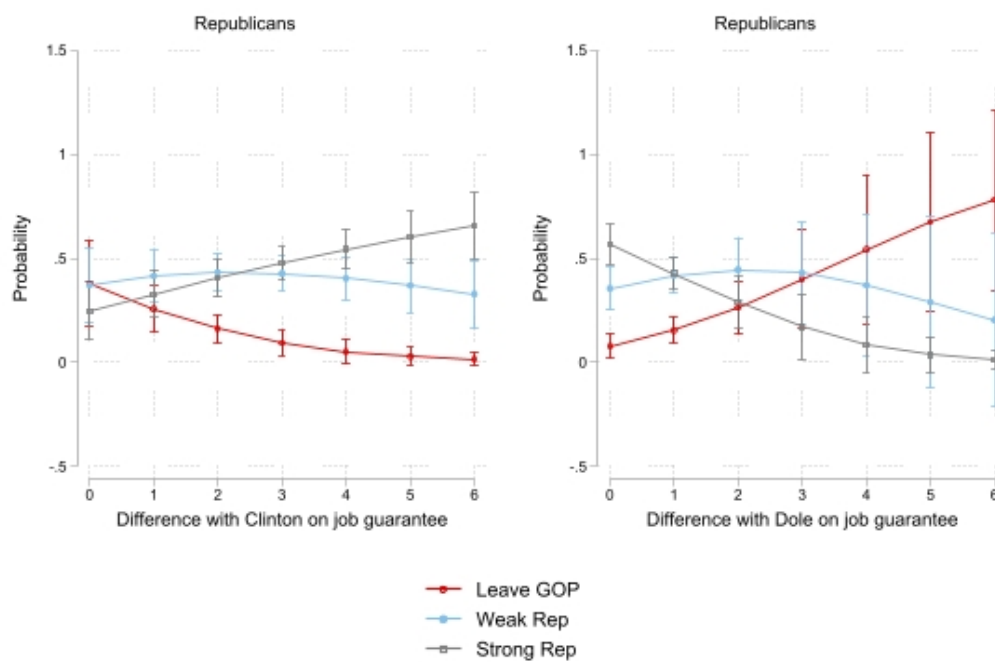 Republicans
1.5
1
.5
0
-.5
Probability
0 1 2 3 4 5 6
Difference with Clinton on job guarantee
Republicans
1.5
1
.5
0
-.5
Probability
0 1 2 3 4 5 6
Difference with Dole on job guarantee
Leave GOP
Weak Rep
Strong Rep